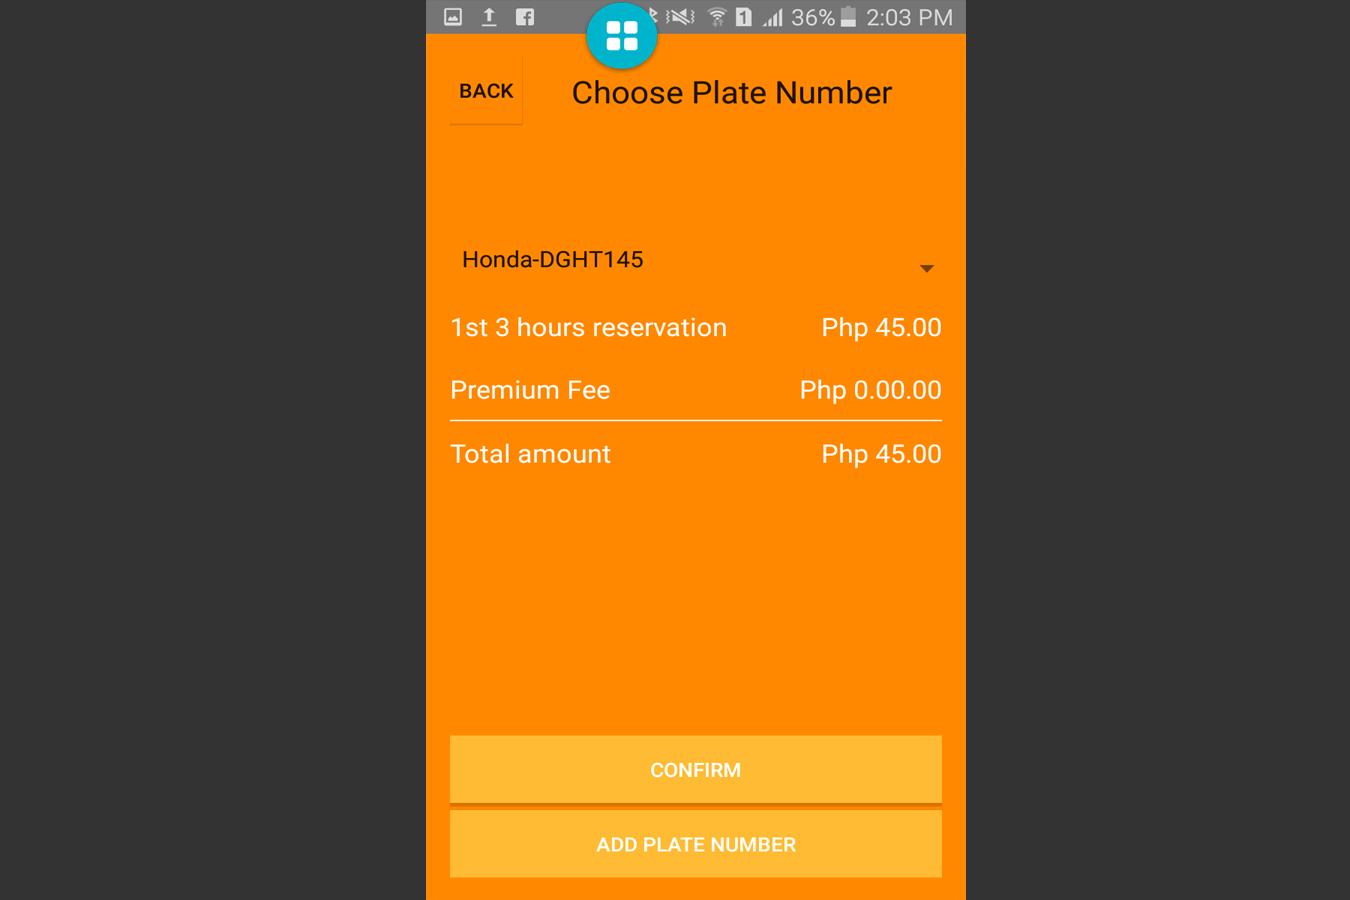 1 36% 2:03 PM
BACK Choose Plate Number
Honda-DGHT145
1st 3 hours reservation Php 45.00
Premium Fee Php 0.00.00
Total amount Php 45.00
CONFIRM
ADD PLATE NUMBER